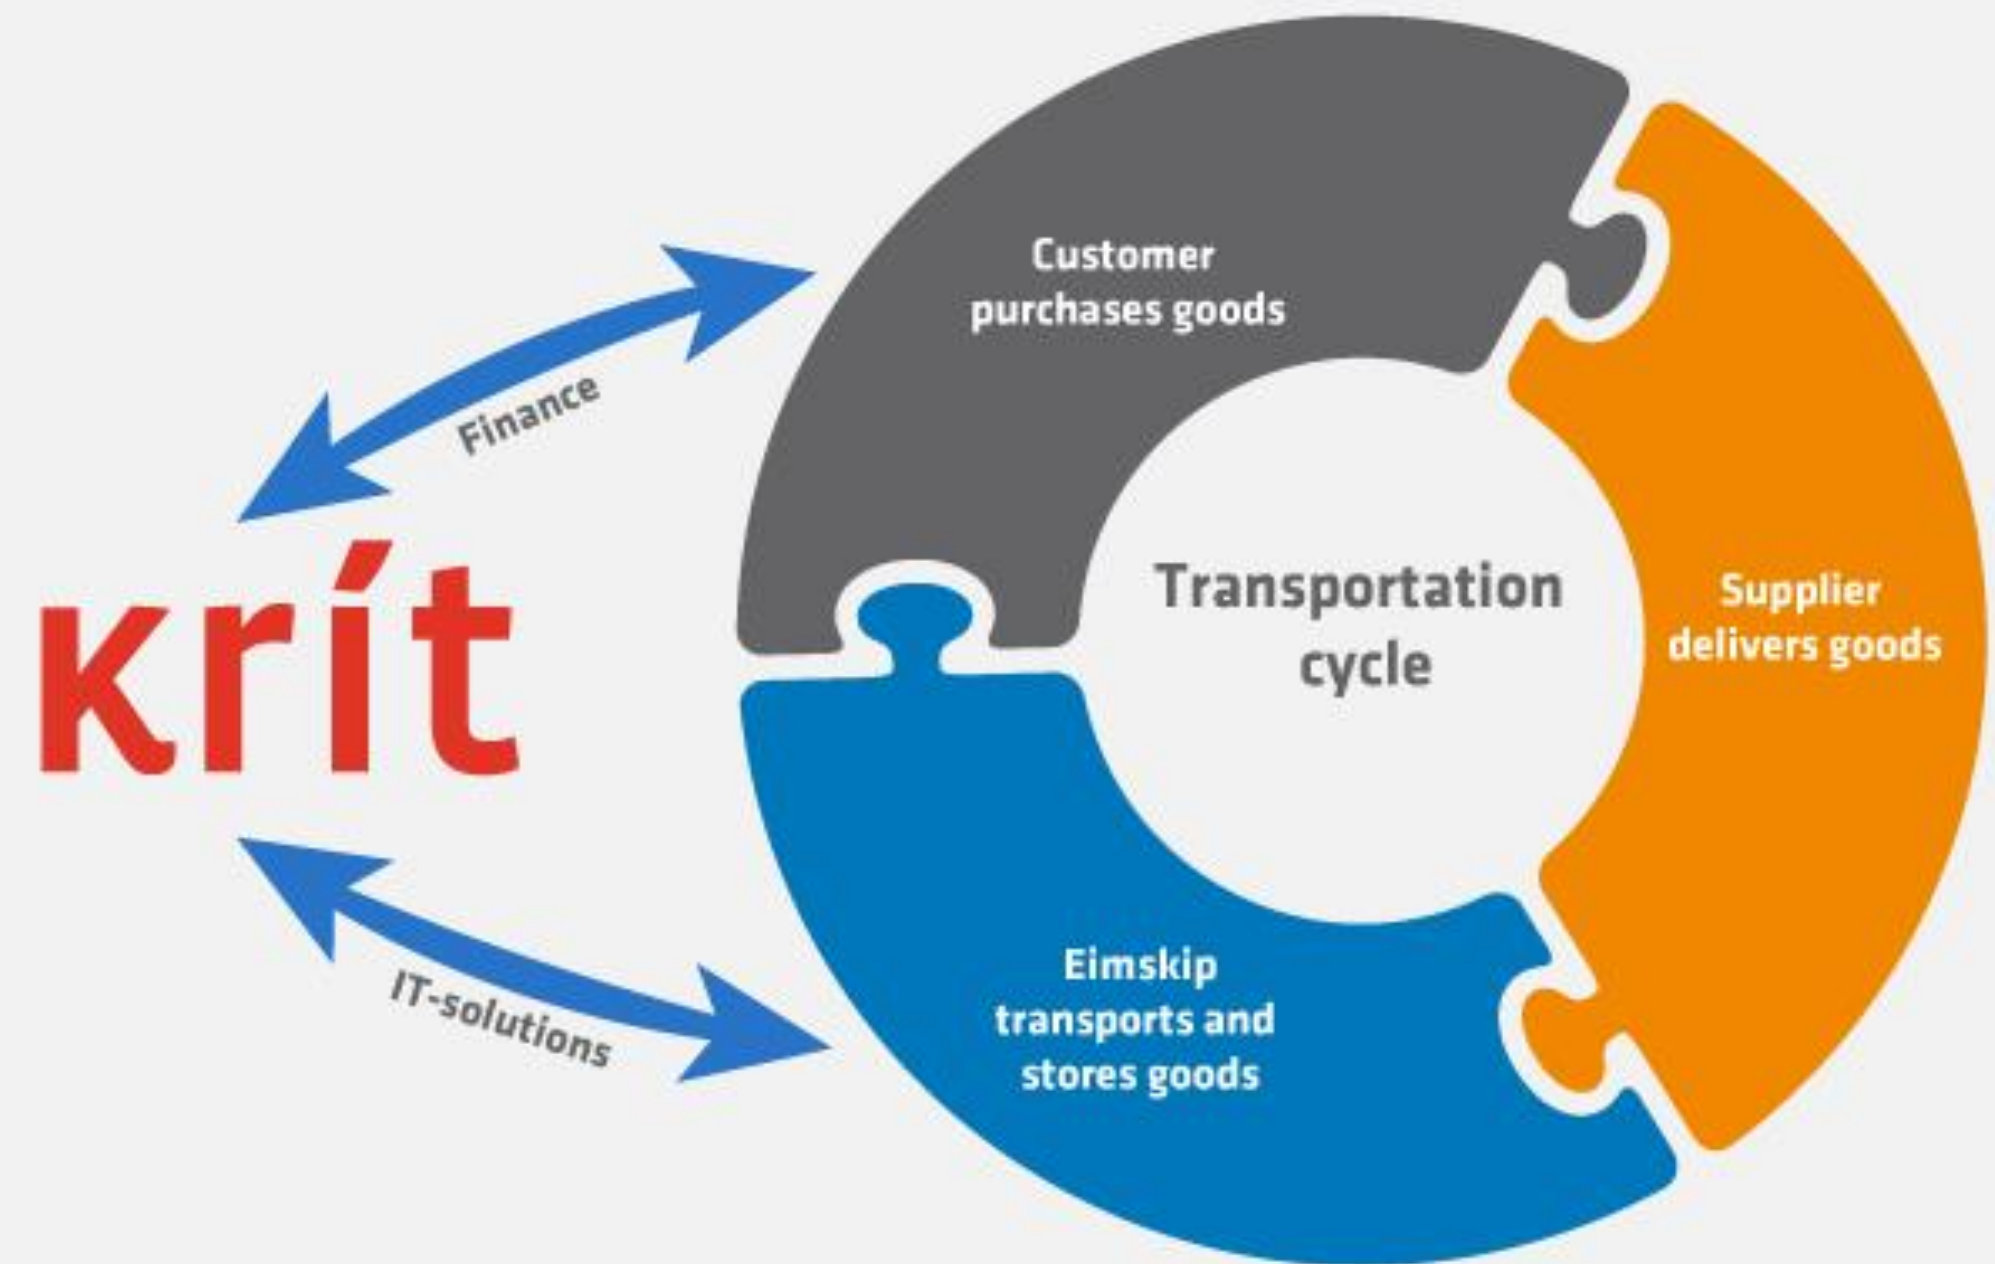 Customer
purchases goods
Finance
krít
Transportation
cycle
Supplier
delivers goods
IT-solutions
Eimskip
transports and
stores goods